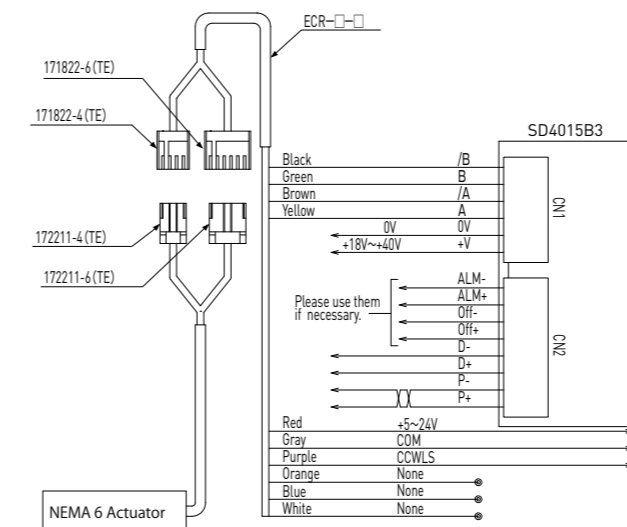 ECR-□-□
171822-6(TE)
171822-4(TE)
172211-4(TE)
172211-6(TE)
NEMA 6 Actuator
SD4015B3
Black /B
Green B
Brown /A
Yellow A
0V 0V
+18V~+40V +V
CN1
ALM-
ALM+
Off-
Off+
Please use them
if necessary.
D-
D+
P-
P+
CN2
Red +5~24V
Gray COM
Purple CCWLS
Orange None
Blue None
White None